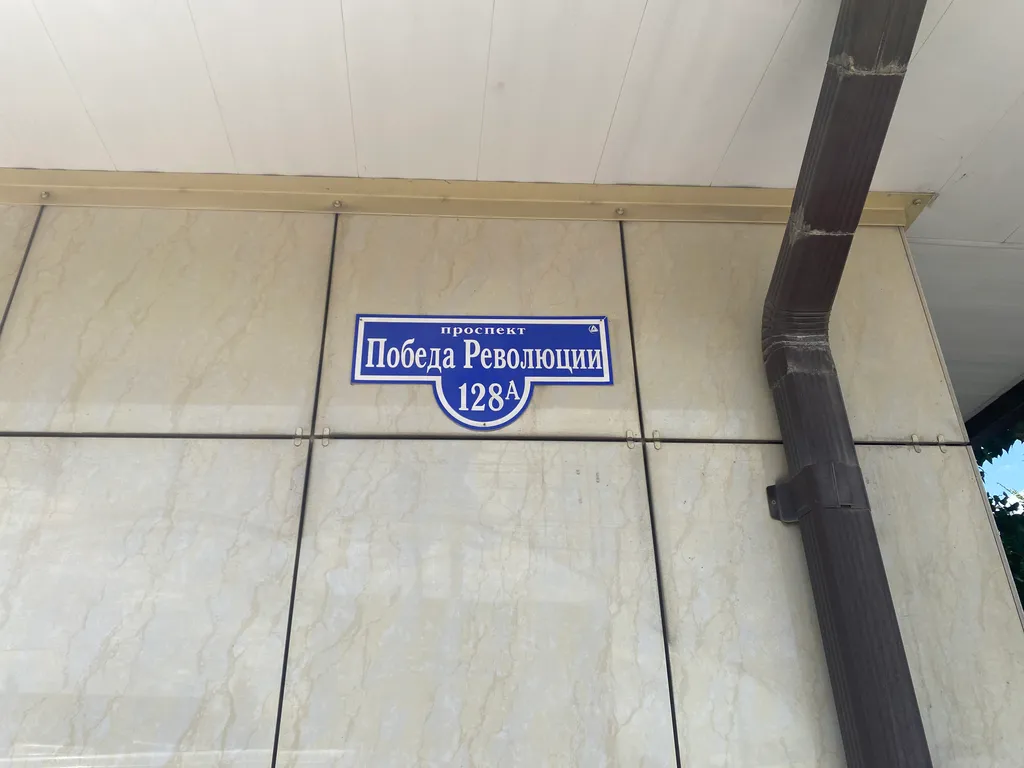 проспект
Победа Революции
128А